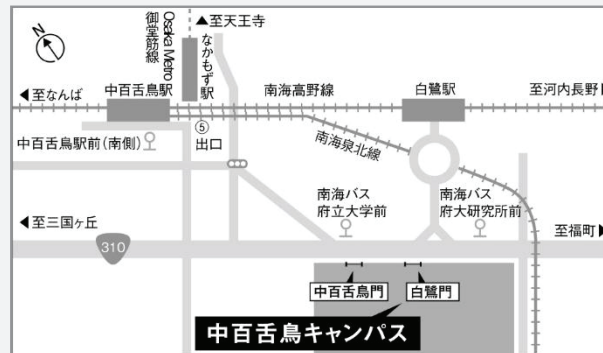 N
▲至天王寺
Osaka Metro
御堂筋線
なかもず駅
◀至なんば
中百舌鳥駅
南海高野線
白鷺駅
至河内長野
⑤
出口
中百舌鳥駅前(南側)
南海泉北線
南海バス
府立大学前
南海バス
府大研究所前
◀至三国ヶ丘
310
至福町▶
中百舌鳥門
白鷺門
中百舌鳥キャンパス